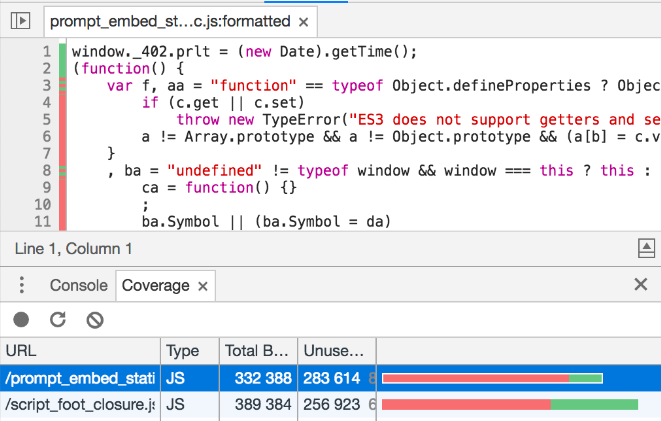 prompt_embed_st...c.js:formatted ×
1 window._402.prlt = (new Date).getTime();
2 (function() {
3 var f, aa = "function" == typeof Object.defineProperties ? Objec
4 if (c.get || c.set)
5 throw new TypeError("ES3 does not support getters and se
6 a != Array.prototype && a != Object.prototype && (a[b] = c.v
7 }
8 , ba = "undefined" != typeof window && window === this ? this :
9 ca = function() {}
10 ;
11 ba.Symbol || (ba.Symbol = da)
Line 1, Column 1
Console Coverage ×
URL Type Total B... Unuse...
/prompt_embed_stati JS 332 388 283 614 8
/script_foot_closure.js JS 389 384 256 923 6